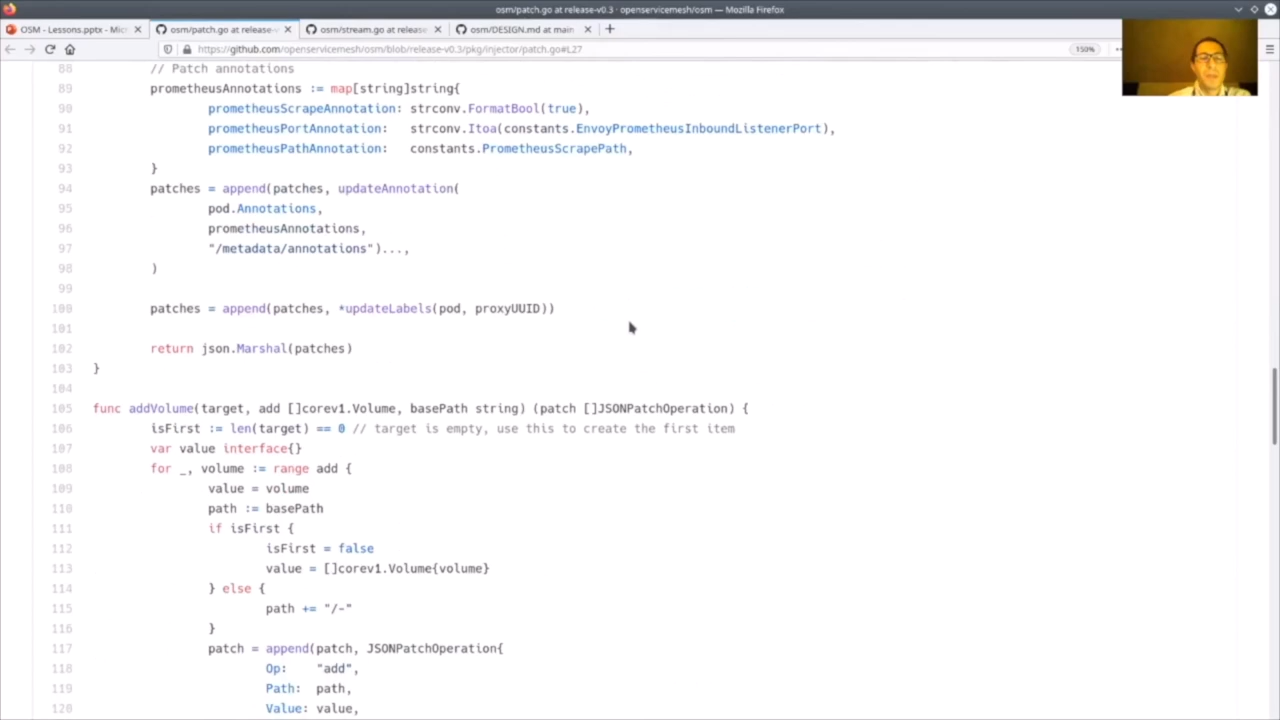 osm/patch.go at release-v0.3 · openservicemesh/osm — Mozilla Firefox
OSM - Lessons.pptx - Mic
osm/patch.go at release-v
osm/stream.go at release
osm/DESIGN.md at main
https://github.com/openservicemesh/osm/blob/release-v0.3/pkg/injector/patch.go#L27
150%
88 // Patch annotations
89 prometheusAnnotations := map[string]string{
90 prometheusScrapeAnnotation: strconv.FormatBool(true),
91 prometheusPortAnnotation: strconv.Itoa(constants.EnvoyPrometheusInboundListenerPort),
92 prometheusPathAnnotation: constants.PrometheusScrapePath,
93 }
94 patches = append(patches, updateAnnotation(
95 pod.Annotations,
96 prometheusAnnotations,
97 "/metadata/annotations")...,
98 )
99
100 patches = append(patches, *updateLabels(pod, proxyUUID))
101
102 return json.Marshal(patches)
103 }
104
105 func addVolume(target, add []corev1.Volume, basePath string) (patch []JSONPatchOperation) {
106 isFirst := len(target) == 0 // target is empty, use this to create the first item
107 var value interface{}
108 for _, volume := range add {
109 value = volume
110 path := basePath
111 if isFirst {
112 isFirst = false
113 value = []corev1.Volume{volume}
114 } else {
115 path += "/-"
116 }
117 patch = append(patch, JSONPatchOperation{
118 Op: "add",
119 Path: path,
120 Value: value,